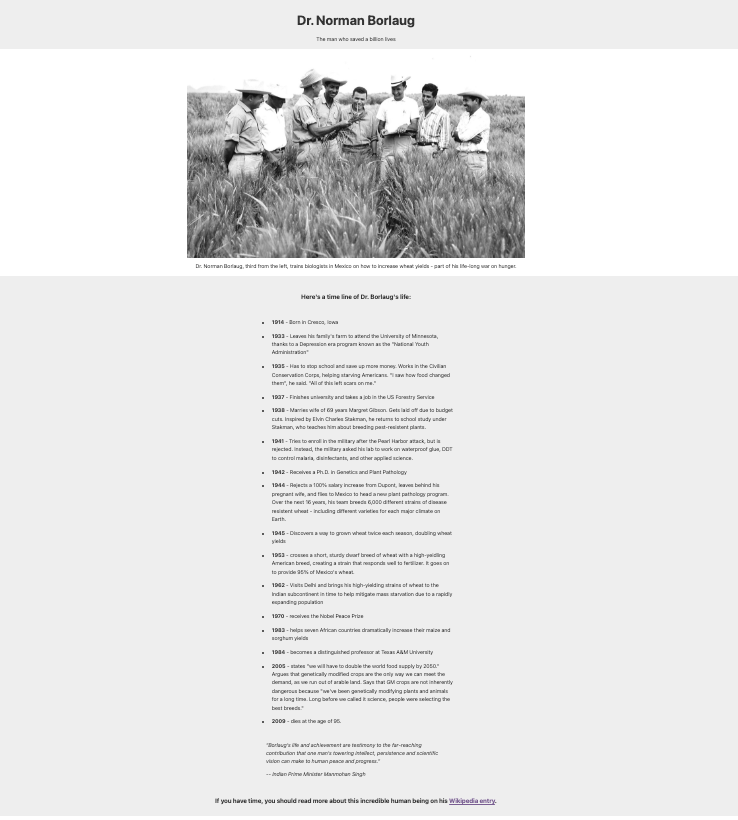 Dr. Norman Borlaug
The man who saved a billion lives
Dr. Norman Borlaug, third from the left, trains biologists in Mexico on how to increase wheat yields - part of his life-long war on hunger.
Here's a time line of Dr. Borlaug's life:
1914 - Born in Cresco, Iowa
1933 - Leaves his family's farm to attend the University of Minnesota,
thanks to a Depression era program known as the "National Youth
Administration"
1935 - Has to stop school and save up more money. Works in the Civilian
Conservation Corps, helping starving Americans. "I saw how food changed
them", he said. "All of this left scars on me."
1937 - Finishes university and takes a job in the US Forestry Service
1938 - Marries wife of 69 years Margret Gibson. Gets laid off due to budget
cuts. Inspired by Elvin Charles Stakman, he returns to school study under
Stakman, who teaches him about breeding pest-resistent plants.
1941 - Tries to enroll in the military after the Pearl Harbor attack, but is
rejected. Instead, the military asked his lab to work on waterproof glue, DDT
to control malaria, disinfectants, and other applied science.
1942 - Receives a Ph.D. in Genetics and Plant Pathology
1944 - Rejects a 100% salary increase from Dupont, leaves behind his
pregnant wife, and flies to Mexico to head a new plant pathology program.
Over the next 16 years, his team breeds 6,000 different strains of disease
resistent wheat - including different varieties for each major climate on
Earth.
1945 - Discovers a way to grown wheat twice each season, doubling wheat
yields
1953 - crosses a short, sturdy dwarf breed of wheat with a high-yeidling
American breed, creating a strain that responds well to fertilizer. It goes on
to provide 95% of Mexico's wheat.
1962 - Visits Delhi and brings his high-yielding strains of wheat to the
Indian subcontinent in time to help mitigate mass starvation due to a rapidly
expanding population
1970 - receives the Nobel Peace Prize
1983 - helps seven African countries dramatically increase their maize and
sorghum yields
1984 - becomes a distinguished professor at Texas A&M University
2005 - states "we will have to double the world food supply by 2050."
Argues that genetically modified crops are the only way we can meet the
demand, as we run out of arable land. Says that GM crops are not inherently
dangerous because "we've been genetically modifying plants and animals
for a long time. Long before we called it science, people were selecting the
best breeds."
2009 - dies at the age of 95.
"Borlaug's life and achievement are testimony to the far-reaching
contribution that one man's towering intellect, persistence and scientific
vision can make to human peace and progress."
-- Indian Prime Minister Manmohan Singh
If you have time, you should read more about this incredible human being on his Wikipedia entry.